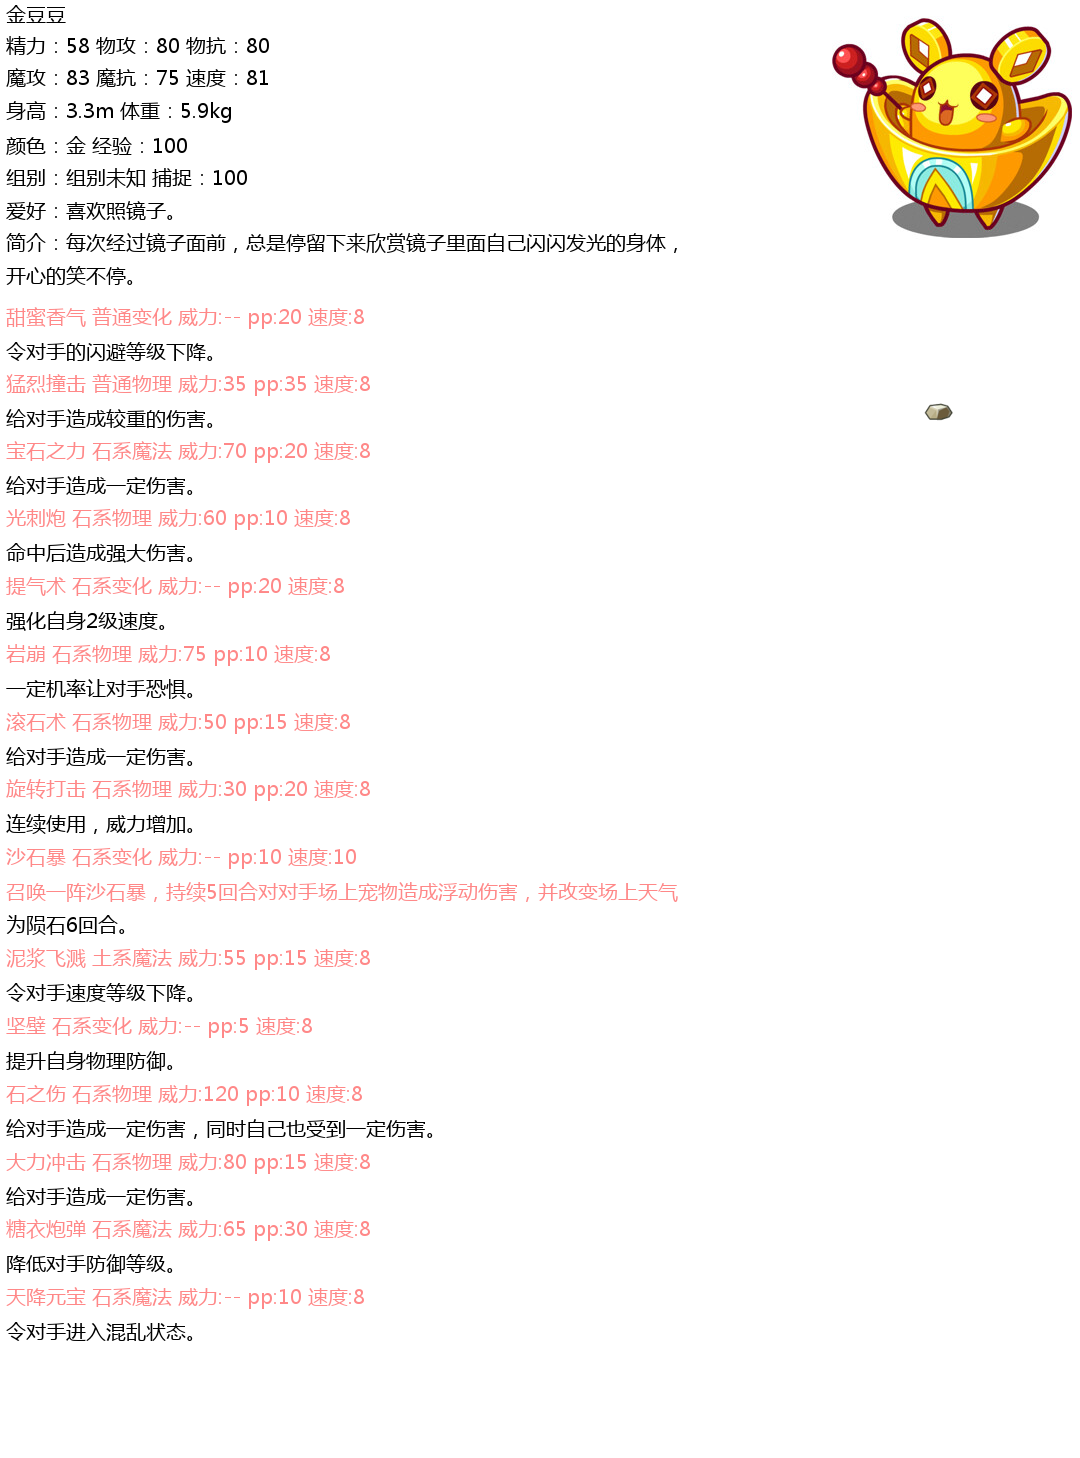 金豆豆
精力：58 物攻：80 物抗：80
魔攻：83 魔抗：75 速度：81
身高：3.3m 体重：5.9kg
颜色：金 经验：100
组别：组别未知 捕捉：100
爱好：喜欢照镜子。
简介：每次经过镜子面前，总是停留下来欣赏镜子里面自己闪闪发光的身体，
开心的笑不停。
甜蜜香气 普通变化 威力:-- pp:20 速度:8
令对手的闪避等级下降。
猛烈撞击 普通物理 威力:35 pp:35 速度:8
给对手造成较重的伤害。
宝石之力 石系魔法 威力:70 pp:20 速度:8
给对手造成一定伤害。
光刺炮 石系物理 威力:60 pp:10 速度:8
命中后造成强大伤害。
提气术 石系变化 威力:-- pp:20 速度:8
强化自身2级速度。
岩崩 石系物理 威力:75 pp:10 速度:8
一定机率让对手恐惧。
滚石术 石系物理 威力:50 pp:15 速度:8
给对手造成一定伤害。
旋转打击 石系物理 威力:30 pp:20 速度:8
连续使用，威力增加。
沙石暴 石系变化 威力:-- pp:10 速度:10
召唤一阵沙石暴，持续5回合对对手场上宠物造成浮动伤害，并改变场上天气
为陨石6回合。
泥浆飞溅 土系魔法 威力:55 pp:15 速度:8
令对手速度等级下降。
坚壁 石系变化 威力:-- pp:5 速度:8
提升自身物理防御。
石之伤 石系物理 威力:120 pp:10 速度:8
给对手造成一定伤害，同时自己也受到一定伤害。
大力冲击 石系物理 威力:80 pp:15 速度:8
给对手造成一定伤害。
糖衣炮弹 石系魔法 威力:65 pp:30 速度:8
降低对手防御等级。
天降元宝 石系魔法 威力:-- pp:10 速度:8
令对手进入混乱状态。